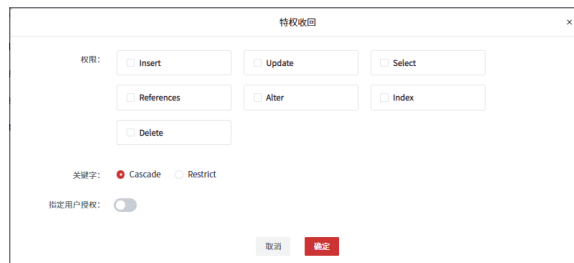 特权收回 ×
权限： Insert Update Select
References Alter Index
Delete
关键字： Cascade Restrict
指定用户授权：
取消 确定